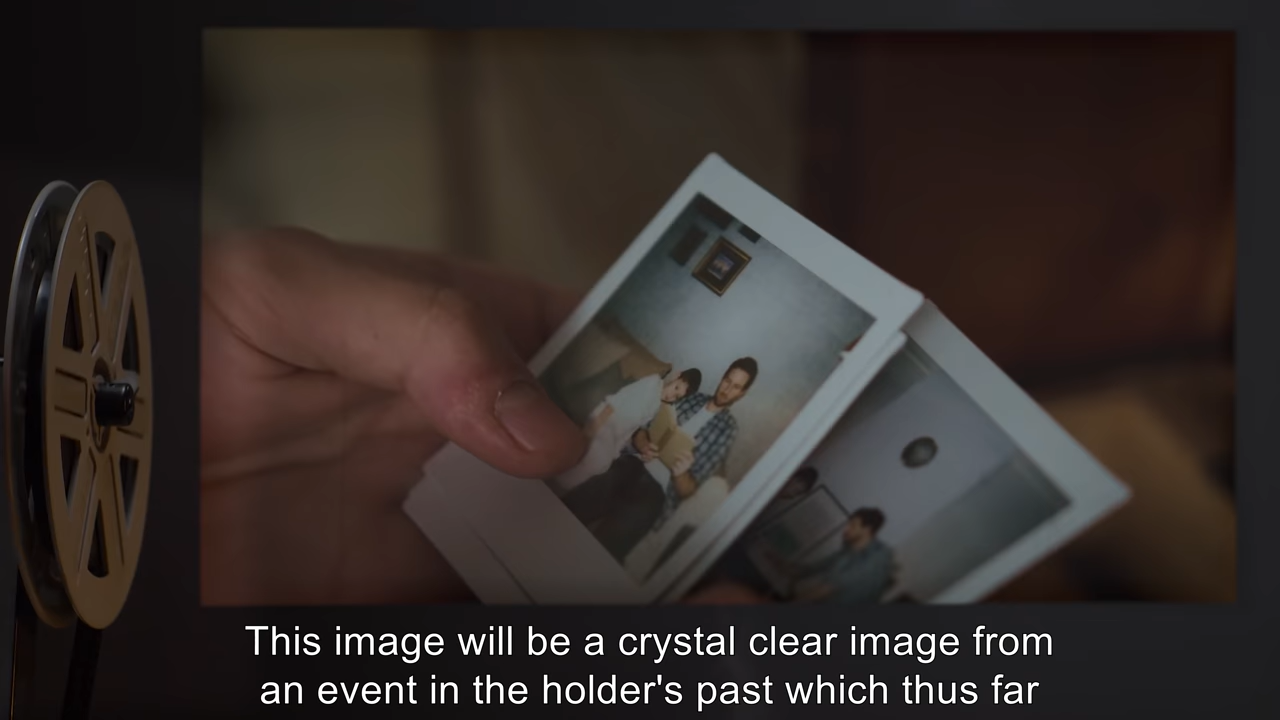 This image will be a crystal clear image from
an event in the holder's past which thus far